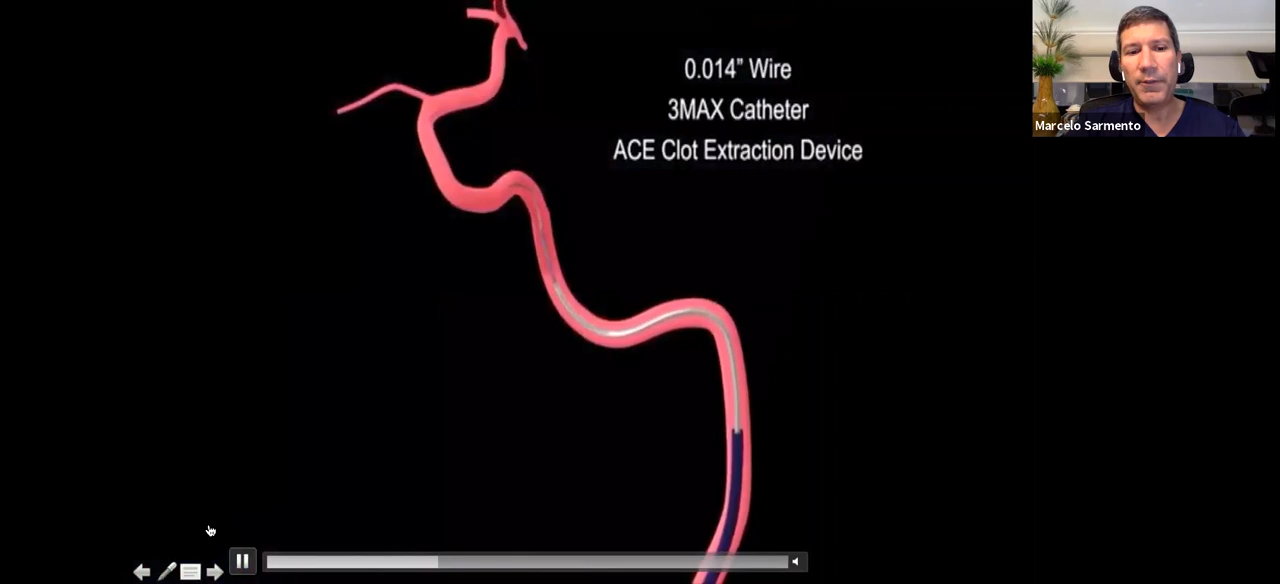 0.014” Wire
3MAX Catheter
ACE Clot Extraction Device
Marcelo Sarmento